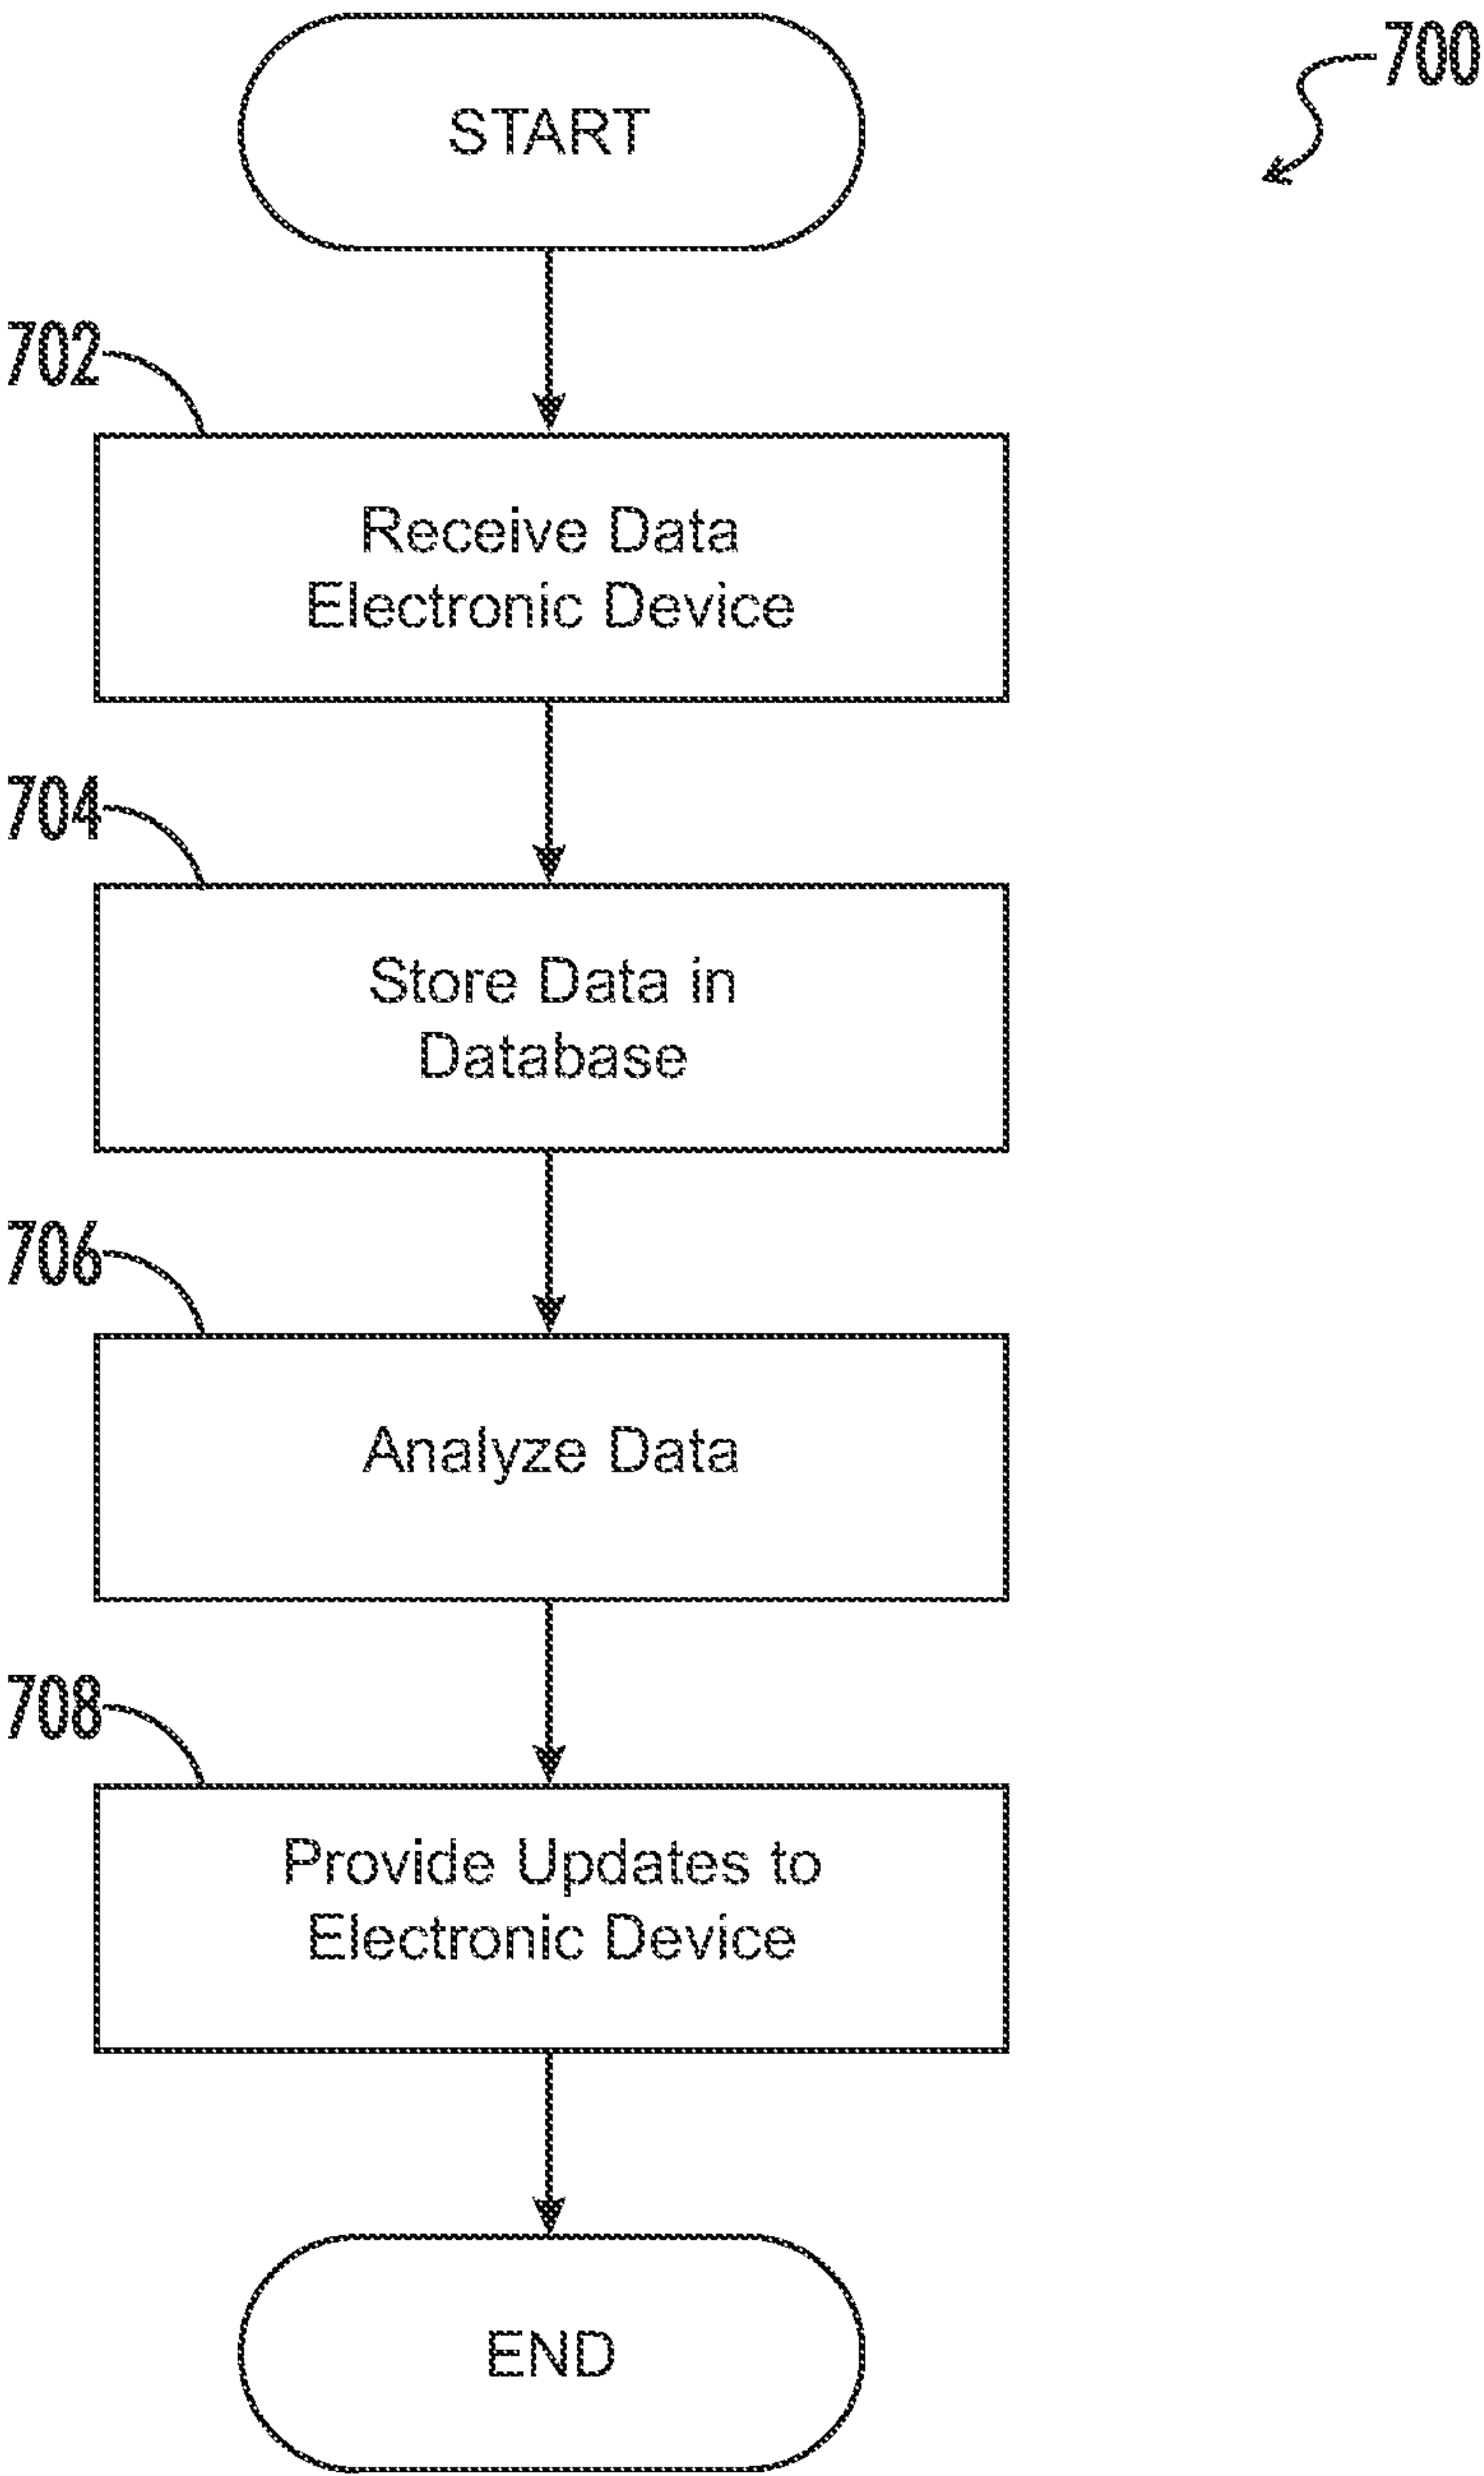 START
700
702
Receive Data
Electronic Device
704
Store Data in
Database
706
Analyze Data
708
Provide Updates to
Electronic Device
END